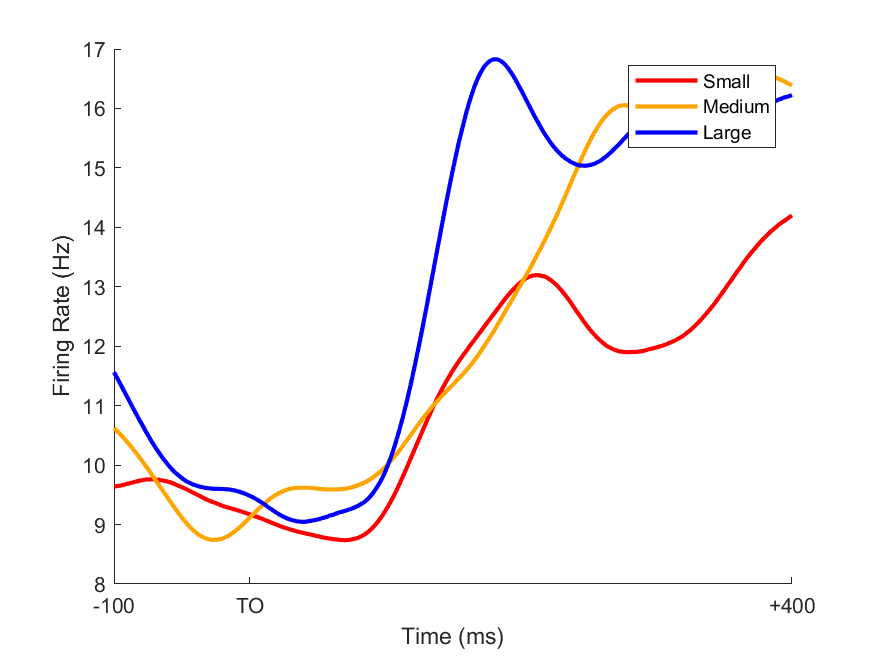 17
16
15
14
13
12
11
10
9
8
Firing Rate (Hz)
Small
Medium
Large
-100
TO
+400
Time (ms)